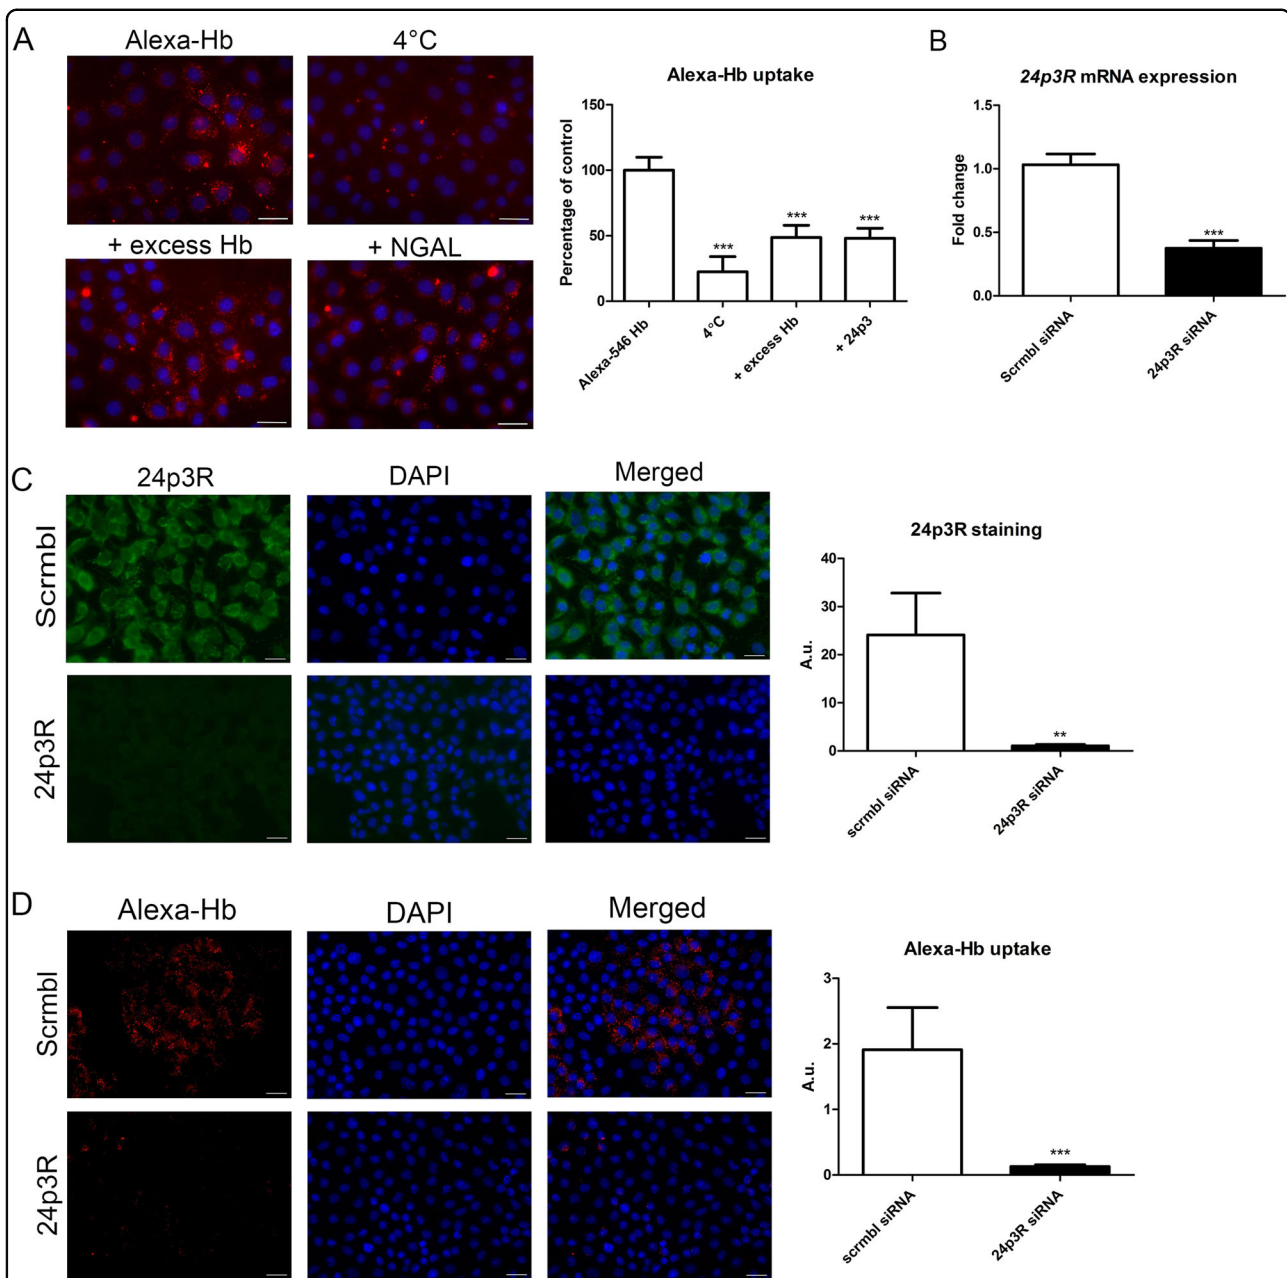 A
Alexa-Hb
4°C
+ excess Hb
+ NGAL
Alexa-Hb uptake
Percentage of control
150
100
50
0
***
***
***
Alexa-546 Hb
4°C
+ excess Hb
+ 24p3
B
24p3R mRNA expression
Fold change
1.5
1.0
0.5
0.0
***
Scrmbl siRNA
24p3R siRNA
C
24p3R
DAPI
Merged
Scrmbl
24p3R
24p3R staining
A.u.
40
30
20
10
0
**
scrmbl siRNA
24p3R siRNA
D
Alexa-Hb
DAPI
Merged
Scrmbl
24p3R
Alexa-Hb uptake
A.u.
3
2
1
0
***
scrmbl siRNA
24p3R siRNA